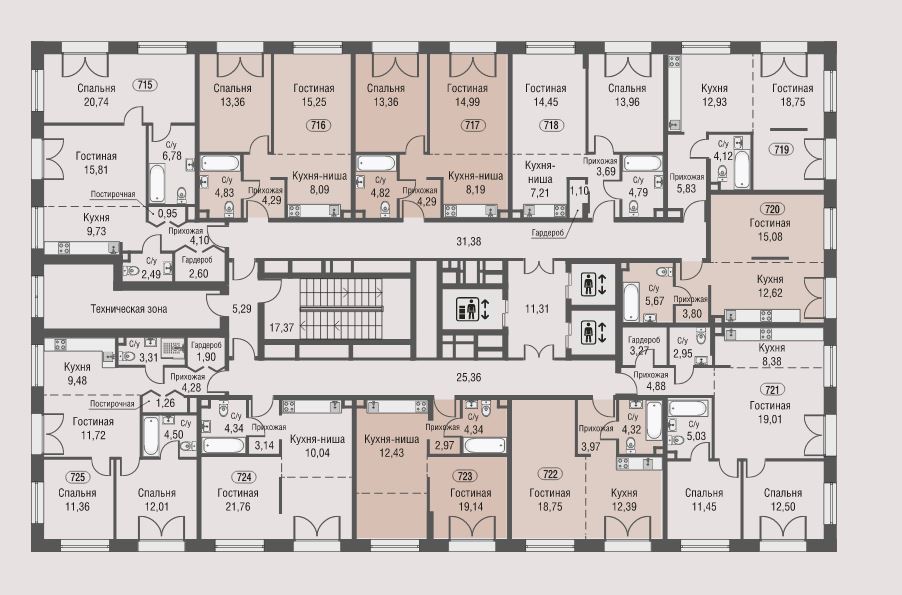 Спальня
20,74
715
Спальня
13,36
Гостиная
15,25
716
Спальня
13,36
Гостиная
14,99
717
Гостиная
14,45
718
Спальня
13,96
Кухня
12,93
Гостиная
18,75
719
С/у
6,78
Гостиная
15,81
Постирочная
0,95
Кухня
9,73
Прихожая
4,10
С/у
2,49
Гардероб
2,60
С/у
4,83
Прихожая
4,29
Кухня-ниша
8,09
С/у
4,82
Прихожая
4,29
Кухня-ниша
8,19
Кухня-
ниша
7,21
1,10
Гардероб
Прихожая
3,69
С/у
4,79
С/у
4,12
Прихожая
5,83
31,38
720
Гостиная
15,08
Кухня
12,62
С/у
5,67
Прихожая
3,80
Техническая зона
5,29
17,37
11,31
25,36
Кухня
9,48
С/у
3,31
Гардероб
1,90
Прихожая
4,28
Постирочная
1,26
Гостиная
11,72
С/у
4,50
725
Спальня
11,36
Спальня
12,01
С/у
4,34
Прихожая
3,14
Кухня-ниша
10,04
724
Гостиная
21,76
Кухня-ниша
12,43
Прихожая
2,97
С/у
4,34
723
Гостиная
19,14
722
Гостиная
18,75
Прихожая
3,97
С/у
4,32
Кухня
12,39
Гардероб
3,27
С/у
2,95
Прихожая
4,88
Кухня
8,38
721
Гостиная
19,01
С/у
5,03
Спальня
11,45
Спальня
12,50